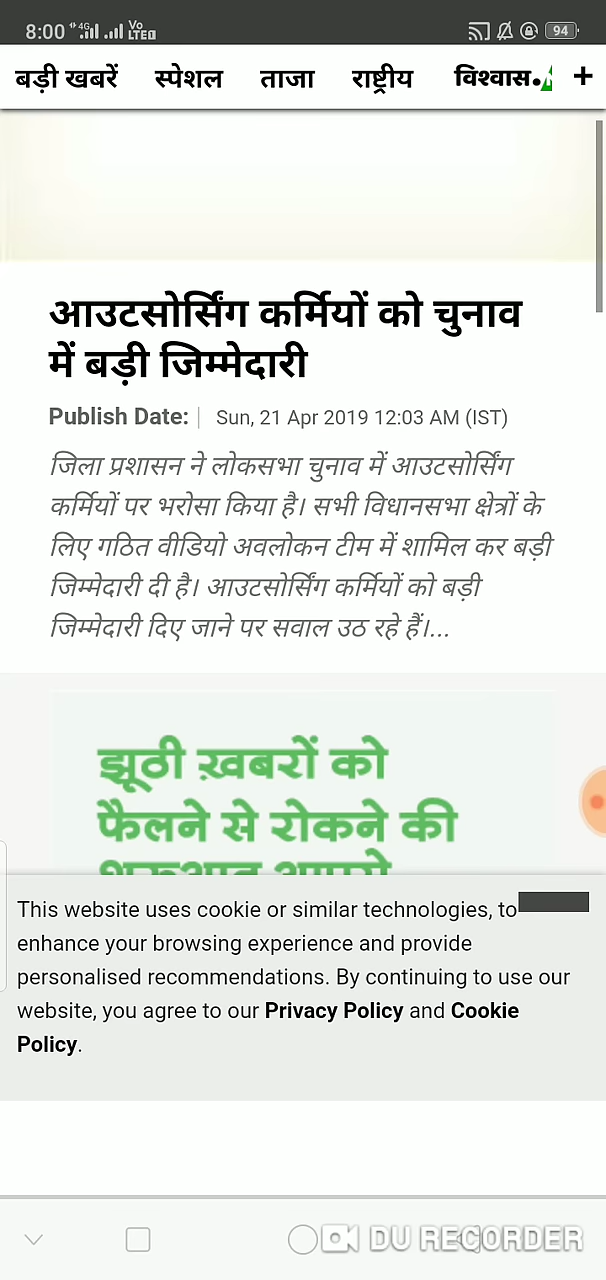 8:00 4G Vo LTE 94
बड़ी खबरें स्पेशल ताजा राष्ट्रीय विश्वास. +
आउटसोर्सिंग कर्मियों को चुनाव
में बड़ी जिम्मेदारी
Publish Date: | Sun, 21 Apr 2019 12:03 AM (IST)
जिला प्रशासन ने लोकसभा चुनाव में आउटसोर्सिंग
कर्मियों पर भरोसा किया है। सभी विधानसभा क्षेत्रों के
लिए गठित वीडियो अवलोकन टीम में शामिल कर बड़ी
जिम्मेदारी दी है। आउटसोर्सिंग कर्मियों को बड़ी
जिम्मेदारी दिए जाने पर सवाल उठ रहे हैं।...
झूठी ख़बरों को
फैलने से रोकने की
This website uses cookie or similar technologies, to
enhance your browsing experience and provide
personalised recommendations. By continuing to use our
website, you agree to our Privacy Policy and Cookie
Policy.
DU RECORDER